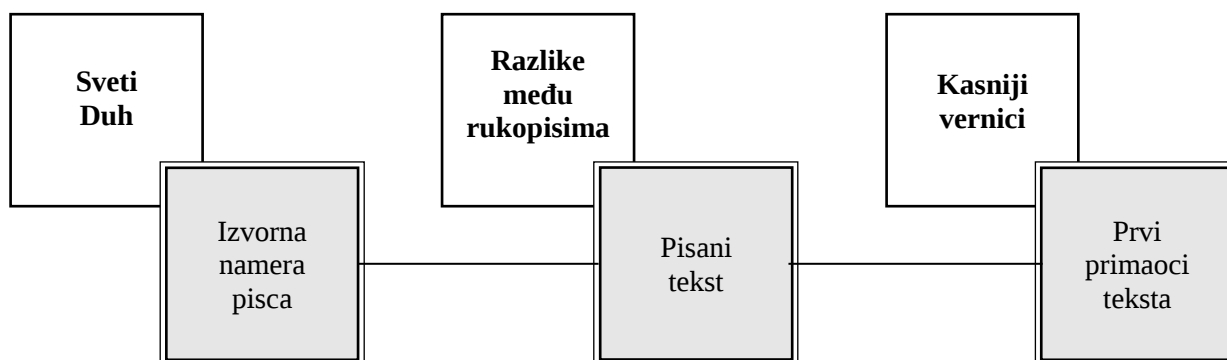 Sveti
Duh
Razlike
među
rukopisima
Kasniji
vernici
Izvorna
namera
pisca
Pisani
tekst
Prvi
primaoci
teksta